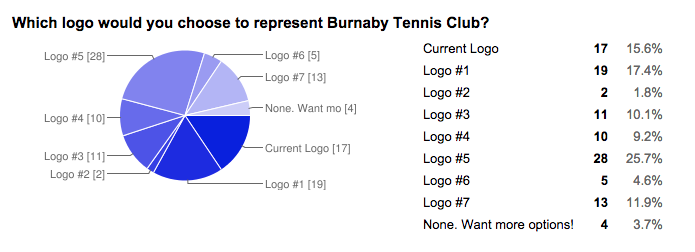 Which logo would you choose to represent Burnaby Tennis Club?
Logo #5 [28]
Logo #6 [5]
Logo #7 [13]
None. Want mo [4]
Logo #4 [10]
Current Logo [17]
Logo #3 [11]
Logo #2 [2]
Logo #1 [19]
Current Logo 17 15.6%
Logo #1 19 17.4%
Logo #2 2 1.8%
Logo #3 11 10.1%
Logo #4 10 9.2%
Logo #5 28 25.7%
Logo #6 5 4.6%
Logo #7 13 11.9%
None. Want more options! 4 3.7%